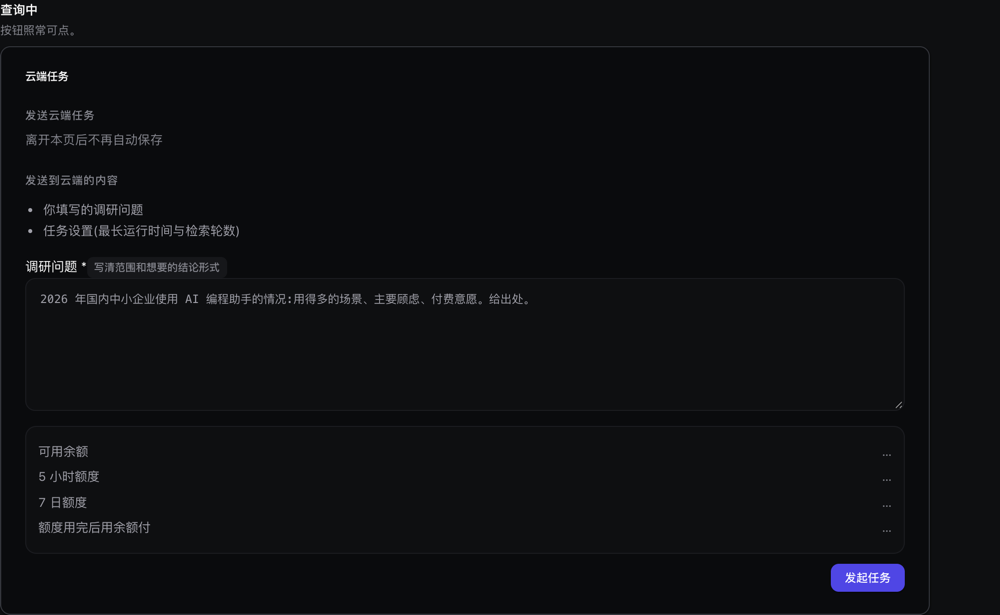 查询中
按钮照常可点。
云端任务
发送云端任务
离开本页后不再自动保存
发送到云端的内容
• 你填写的调研问题
• 任务设置(最长运行时间与检索轮数)
调研问题 * 写清范围和想要的结论形式
2026 年国内中小企业使用 AI 编程助手的情况:用得多的场景、主要顾虑、付费意愿。给出处。
可用余额 …
5 小时额度 …
7 日额度 …
额度用完后用余额付 …
发起任务